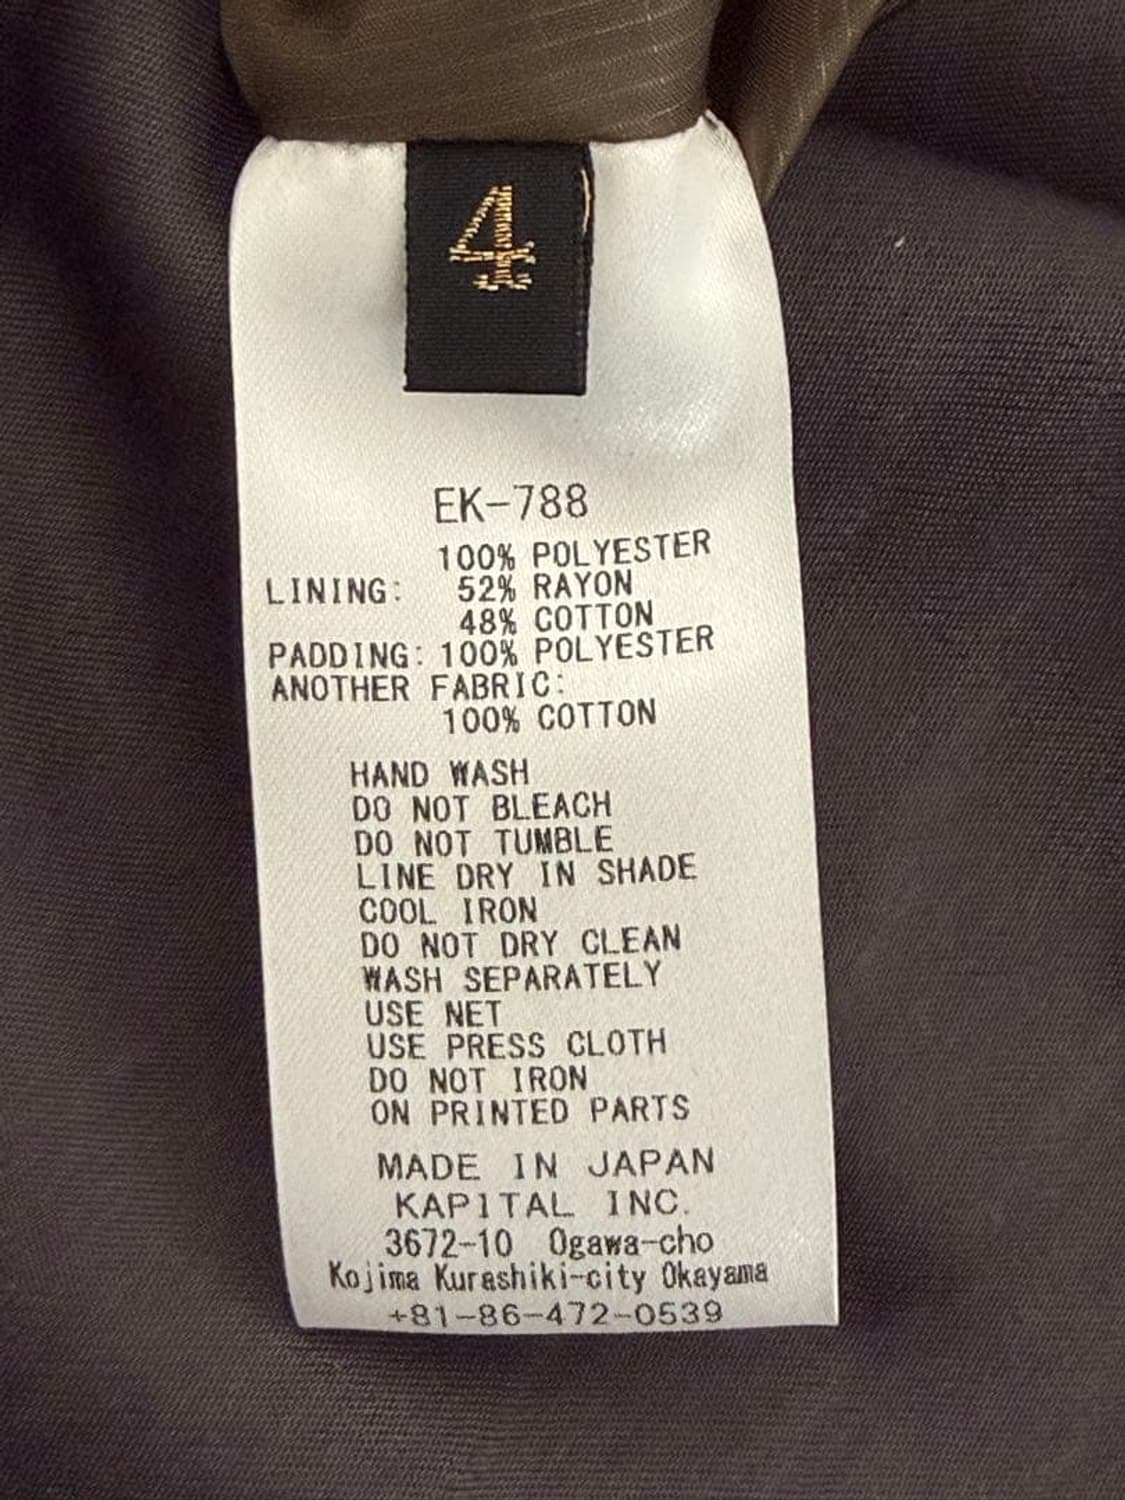 4
EK-788
100% POLYESTER
LINING: 52% RAYON
48% COTTON
PADDING: 100% POLYESTER
ANOTHER FABRIC:
100% COTTON
HAND WASH
DO NOT BLEACH
DO NOT TUMBLE
LINE DRY IN SHADE
COOL IRON
DO NOT DRY CLEAN
WASH SEPARATELY
USE NET
USE PRESS CLOTH
DO NOT IRON
ON PRINTED PARTS
MADE IN JAPAN
KAPITAL INC.
3672-10 Ogawa-cho
Kojima Kurashiki-city Okayama
+81-86-472-0539